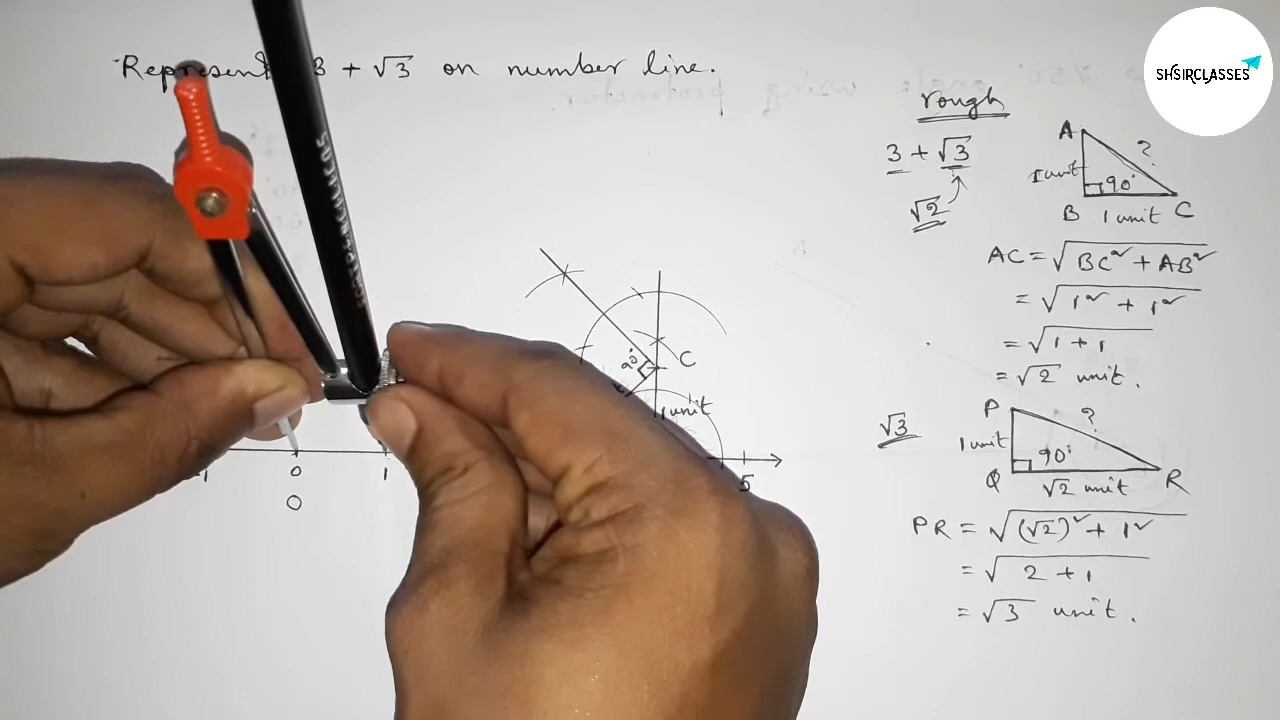 Represent 3 + √3 on number line.
SHSIRCLASSES
rough
3 + √3
√2
A
?
1 unit
90°
B 1 unit C
AC = √BC² + AB²
= √1² + 1²
= √1 + 1
= √2 unit.
√3
P
?
1 unit
90°
Q √2 unit R
PR = √(√2)² + 1²
= √2 + 1
= √3 unit.
90°
C
1 unit
-1 0 1 5
O